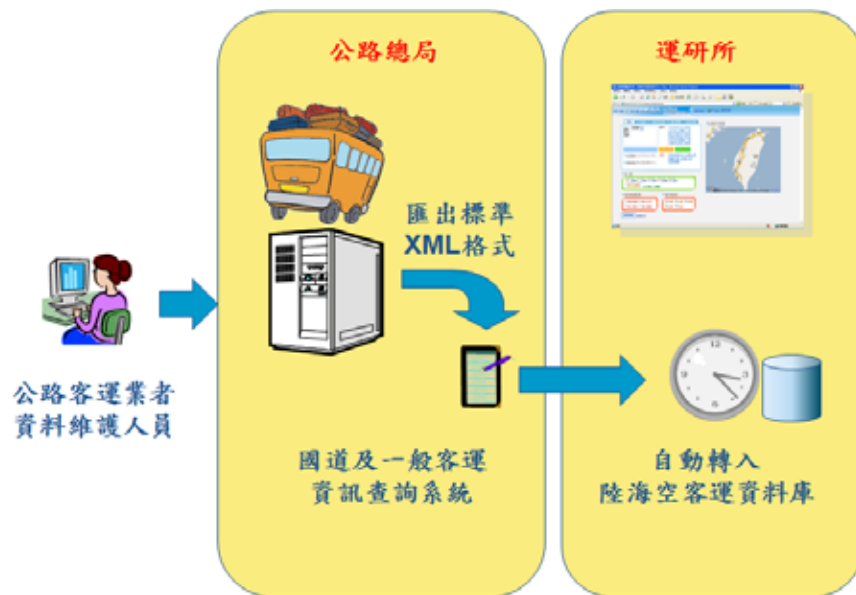 公路總局
運研所
匯出標準
XML格式
公路客運業者
資料維護人員
國道及一般客運
資訊查詢系統
自動轉入
陸海空客運資料庫